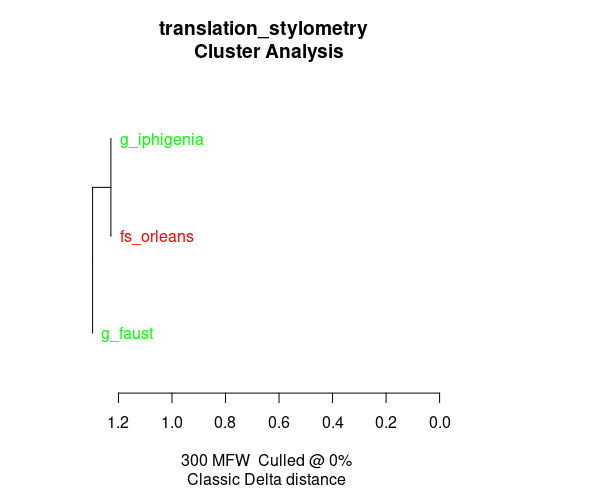 translation_stylometry
Cluster Analysis
g_iphigenia
fs_orleans
g_faust
1.2 1.0 0.8 0.6 0.4 0.2 0.0
300 MFW Culled @ 0%
Classic Delta distance